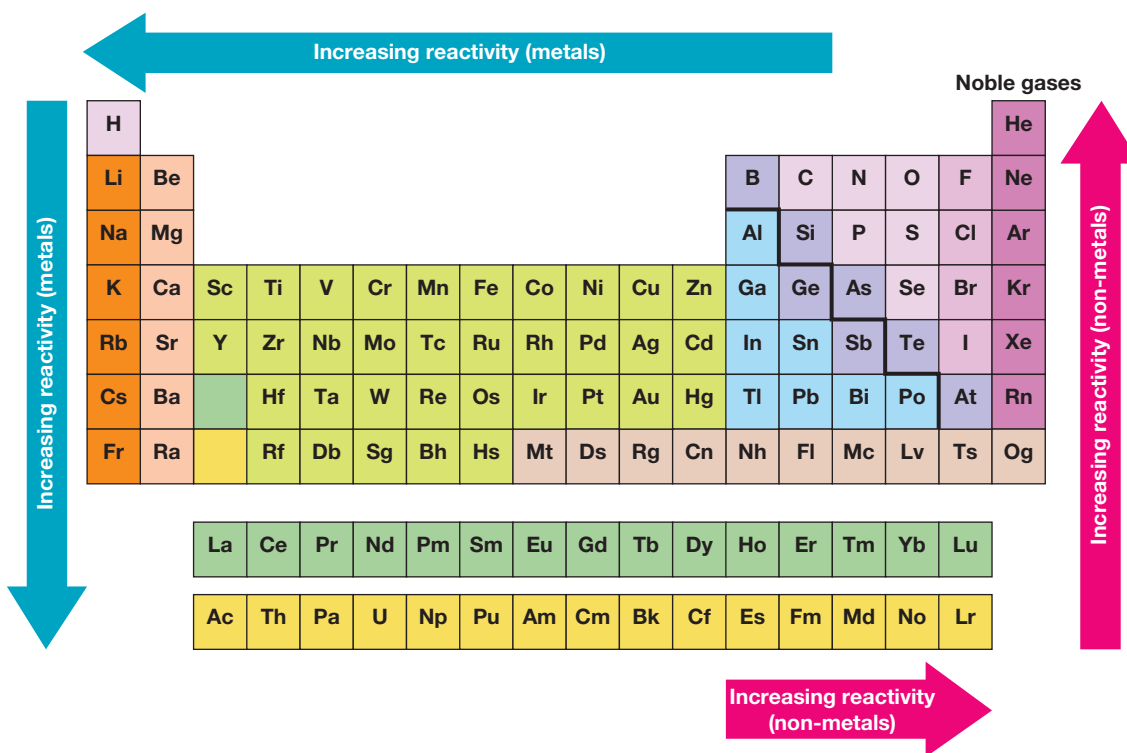 Increasing reactivity (metals)
Noble gases
Increasing reactivity (metals)
H He
Li Be B C N O F Ne
Na Mg Al Si P S Cl Ar
K Ca Sc Ti V Cr Mn Fe Co Ni Cu Zn Ga Ge As Se Br Kr
Rb Sr Y Zr Nb Mo Tc Ru Rh Pd Ag Cd In Sn Sb Te I Xe
Cs Ba Hf Ta W Re Os Ir Pt Au Hg Tl Pb Bi Po At Rn
Fr Ra Rf Db Sg Bh Hs Mt Ds Rg Cn Nh Fl Mc Lv Ts Og
Increasing reactivity (non-metals)
La Ce Pr Nd Pm Sm Eu Gd Tb Dy Ho Er Tm Yb Lu
Ac Th Pa U Np Pu Am Cm Bk Cf Es Fm Md No Lr
Increasing reactivity
(non-metals)